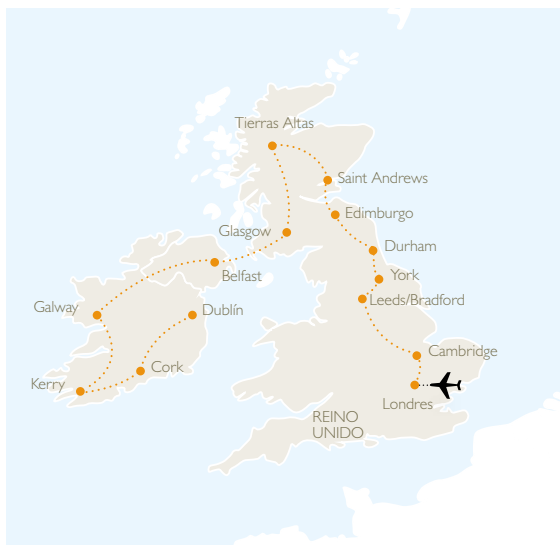 Tierras Altas
Saint Andrews
Edimburgo
Glasgow
Durham
Belfast
York
Leeds/Bradford
Galway
Dublín
Cambridge
Cork
Kerry
Londres
REINO
UNIDO